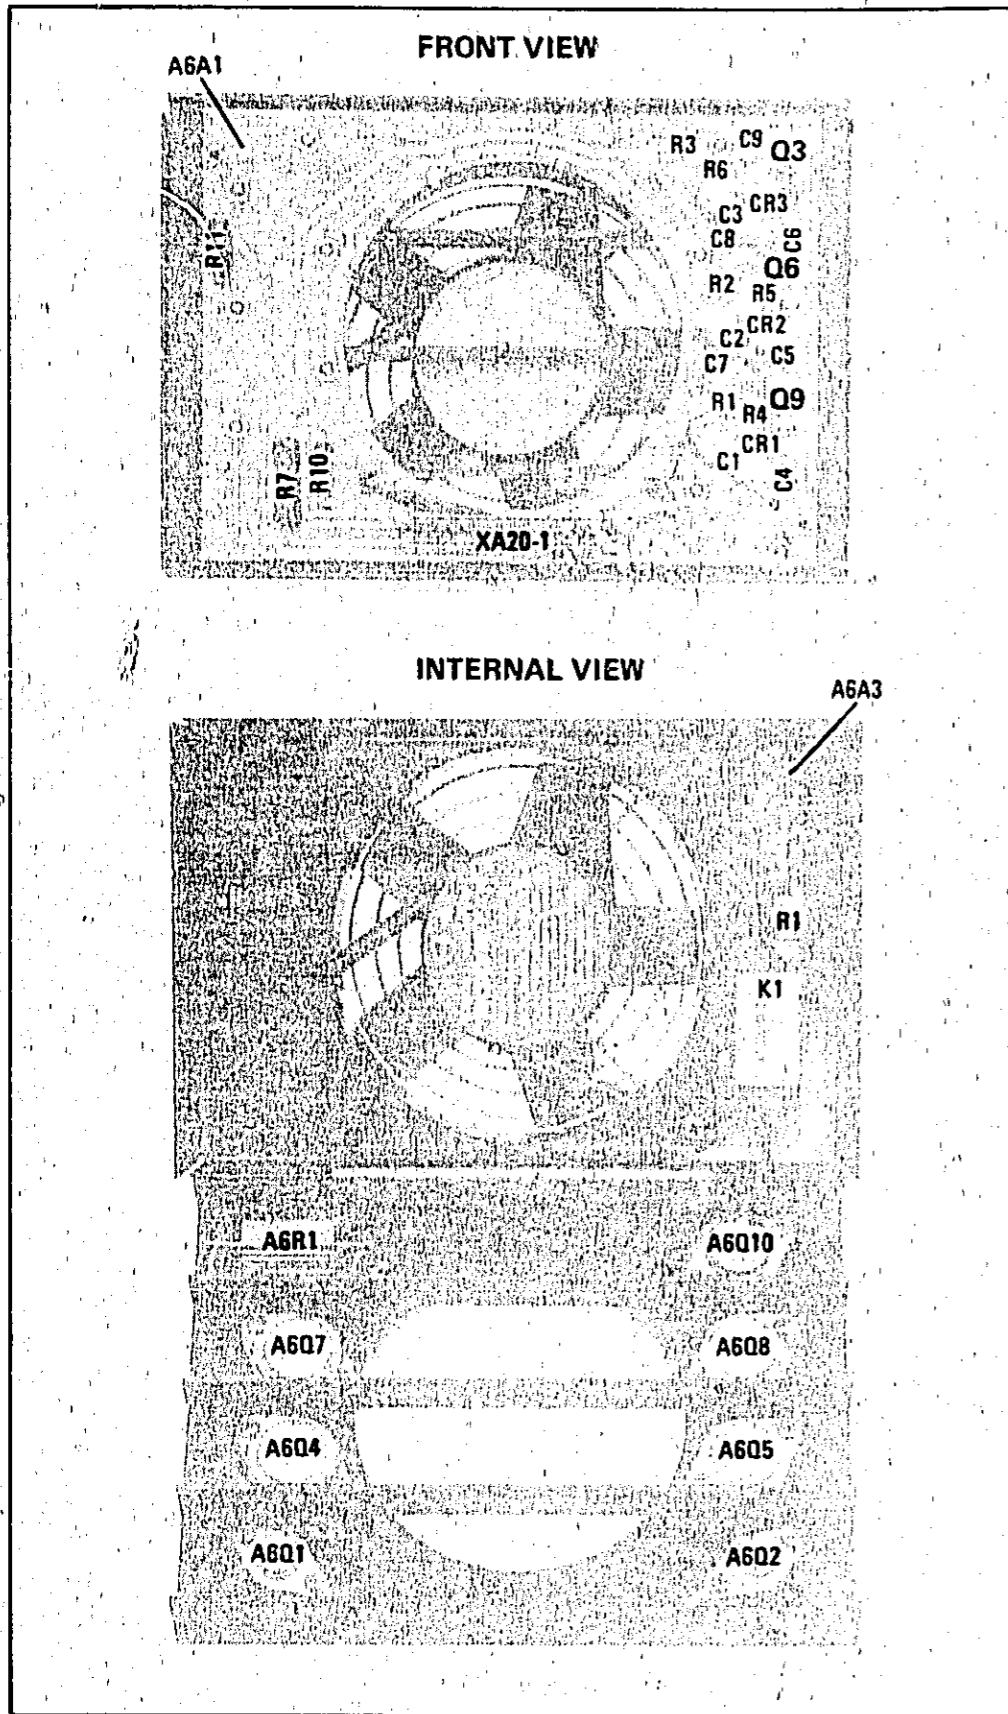 FRONT VIEW
A6A1
R3
C9
Q3
R6
C3
CR3
C8
C6
R11
Q6
R2
R5
CR2
C2
C5
C7
R1
R4
Q9
CR1
C1
C4
R7
R10
XA20-1
INTERNAL VIEW
A6A3
R1
K1
A6R1
A6Q10
A6Q7
A6Q8
A6Q4
A6Q5
A6Q1
A6Q2